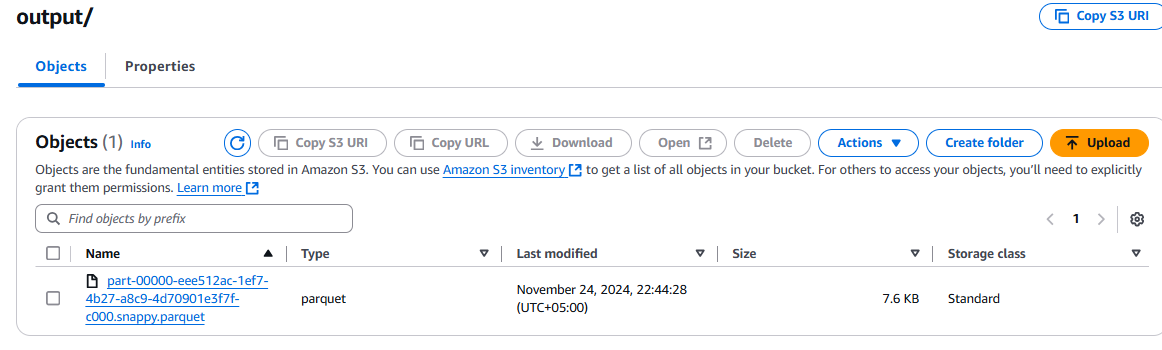 output/
Copy S3 URI
Objects
Properties
Objects (1) Info
Copy S3 URI
Copy URL
Download
Open
Delete
Actions
Create folder
Upload
Objects are the fundamental entities stored in Amazon S3. You can use Amazon S3 inventory to get a list of all objects in your bucket. For others to access your objects, you'll need to explicitly
grant them permissions. Learn more
Find objects by prefix
1
Name
Type
Last modified
Size
Storage class
part-00000-eee512ac-1ef7-
4b27-a8c9-4d70901e3f7f-
c000.snappy.parquet
parquet
November 24, 2024, 22:44:28
(UTC+05:00)
7.6 KB
Standard